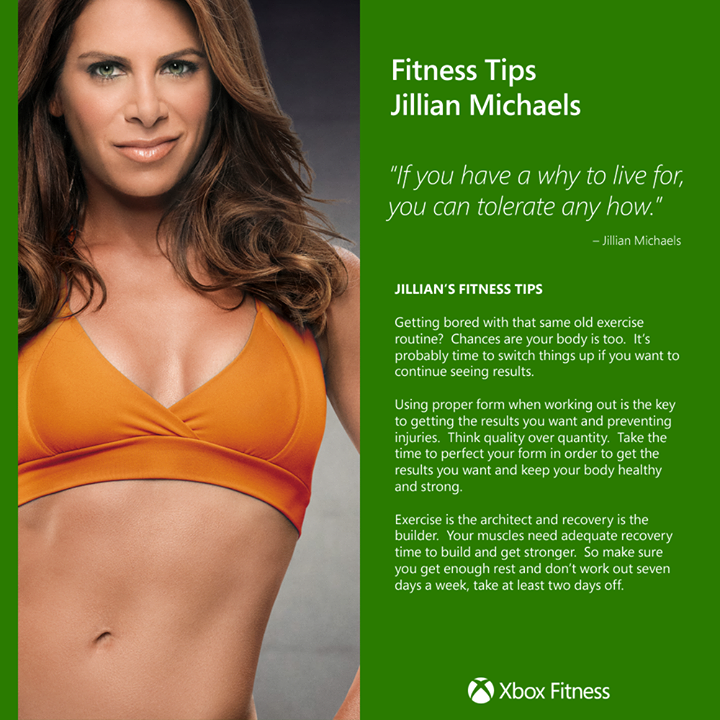 Fitness Tips
Jillian Michaels
"If you have a why to live for,
you can tolerate any how."
– Jillian Michaels
JILLIAN'S FITNESS TIPS
Getting bored with that same old exercise
routine?  Chances are your body is too.  It's
probably time to switch things up if you want to
continue seeing results.
Using proper form when working out is the key
to getting the results you want and preventing
injuries.  Think quality over quantity.  Take the
time to perfect your form in order to get the
results you want and keep your body healthy
and strong.
Exercise is the architect and recovery is the
builder.  Your muscles need adequate recovery
time to build and get stronger.  So make sure
you get enough rest and don't work out seven
days a week, take at least two days off.
Xbox Fitness